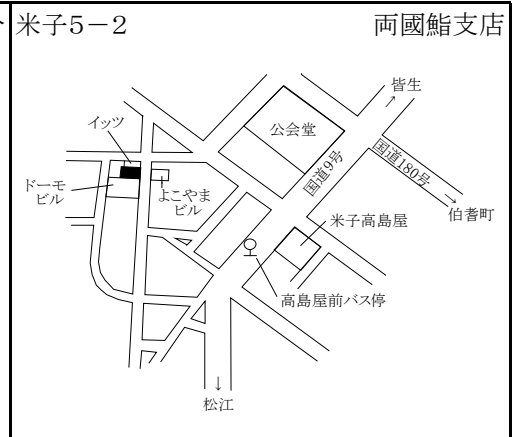 米子5-2 両國鮨支店
皆生
公会堂
国道9号
国道180号
伯耆町
イッツ
ドーモ
ビル
よこやま
ビル
米子高島屋
高島屋前バス停
松江